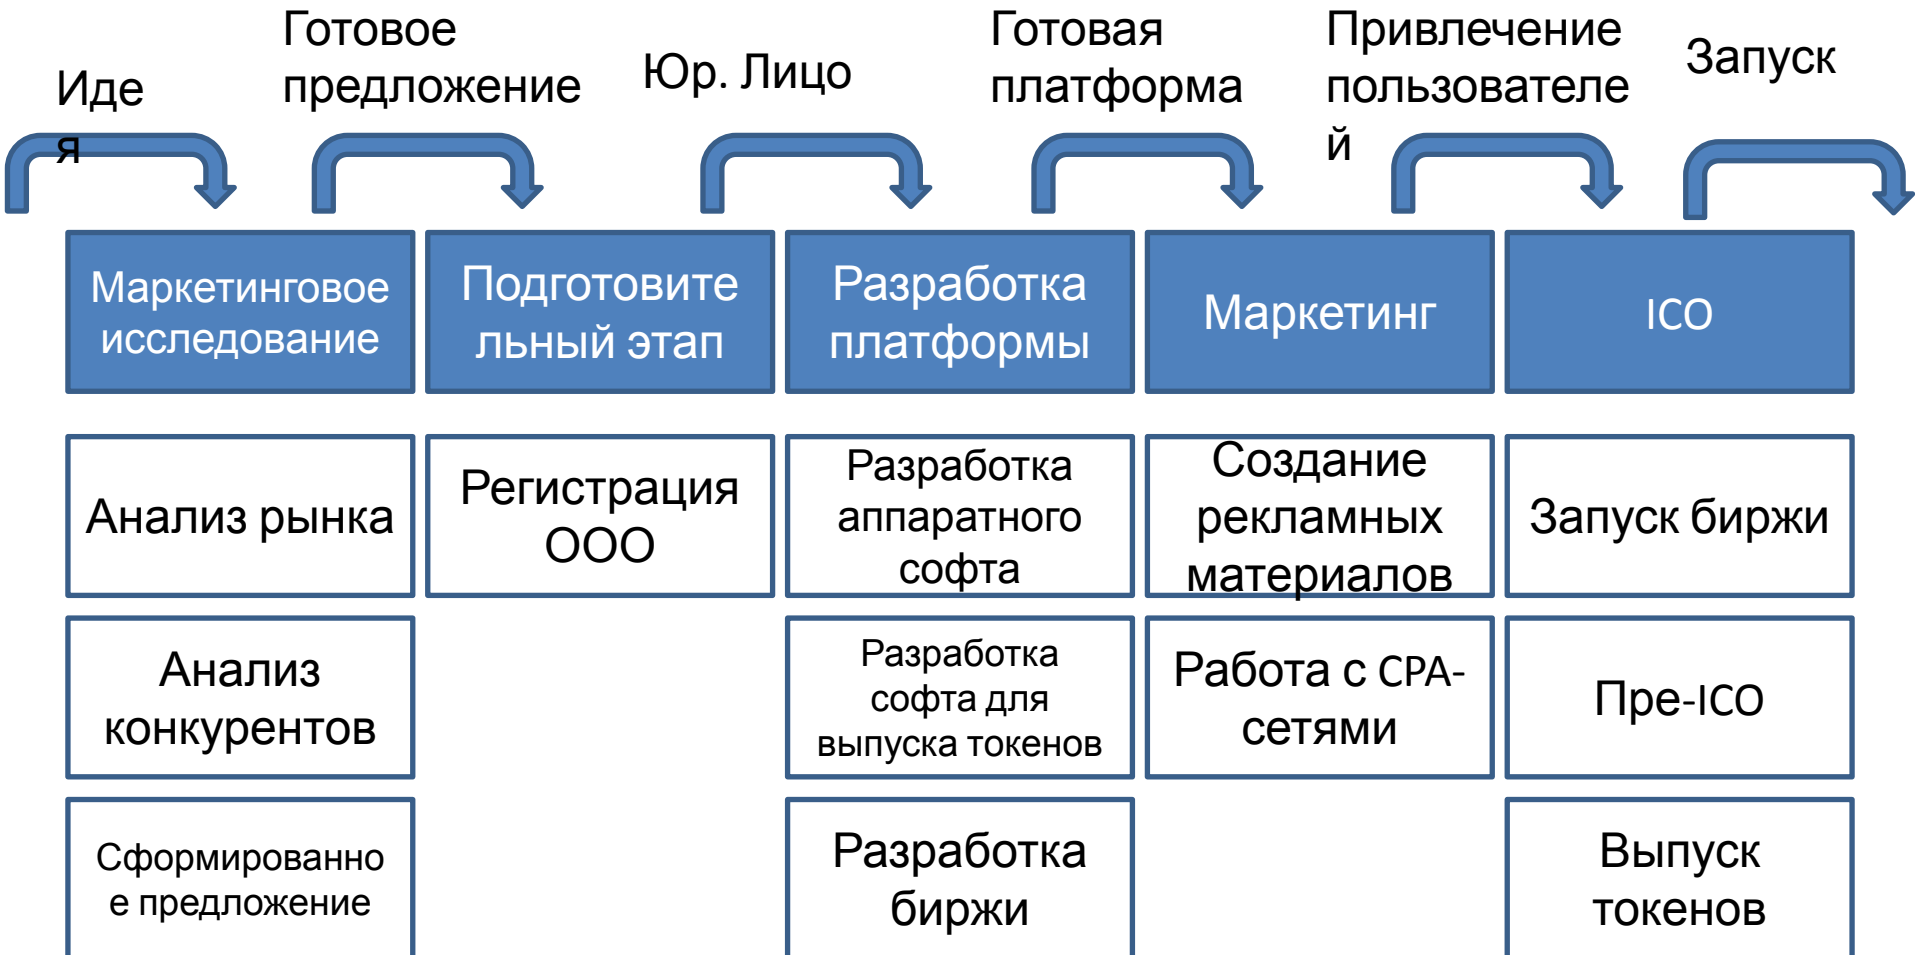 Иде
я
Готовое
предложение
Юр. Лицо
Готовая
платформа
Привлечение
пользователе
й
Запуск
Маркетинговое
исследование
Подготовите
льный этап
Разработка
платформы
Маркетинг
ICO
Анализ рынка
Регистрация
ООО
Разработка
аппаратного
софта
Создание
рекламных
материалов
Запуск биржи
Анализ
конкурентов
Разработка
софта для
выпуска токенов
Работа с CPA-
сетями
Пре-ICO
Сформированно
е предложение
Разработка
биржи
Выпуск
токенов